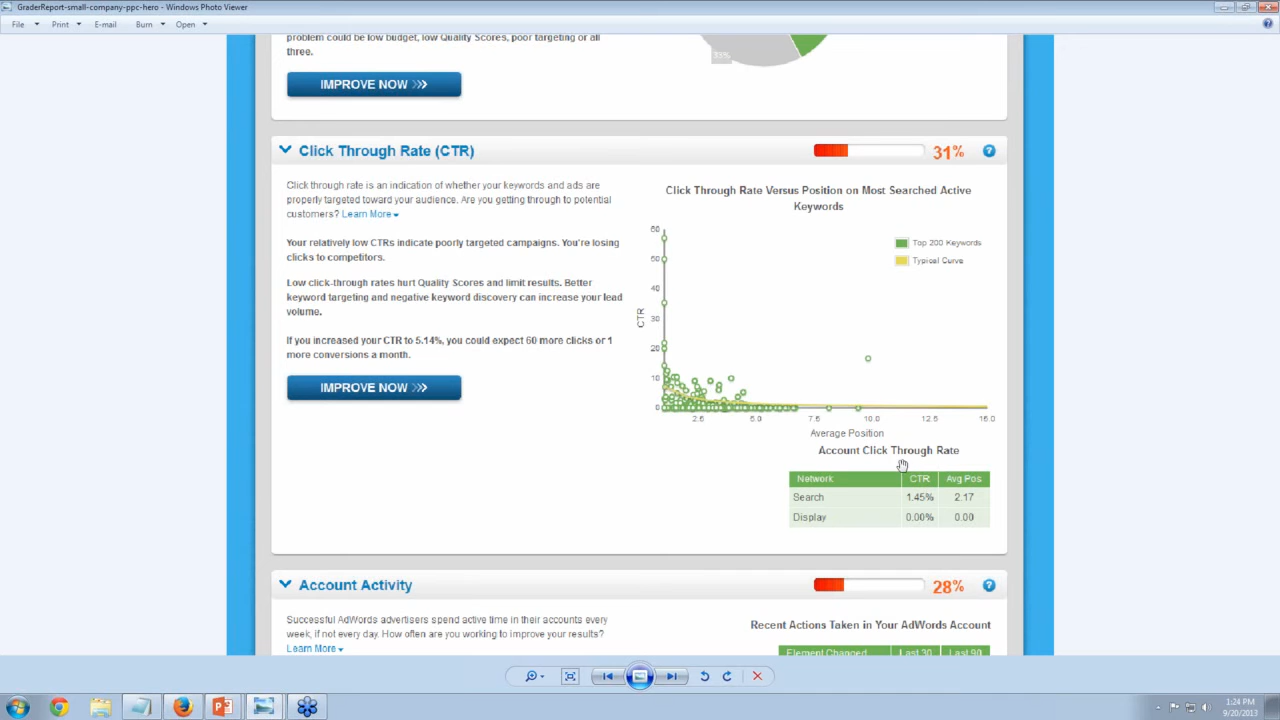 GraderReport-small-company-ppc-hero - Windows Photo Viewer
File Print E-mail Burn Open
problem could be low budget, low Quality Scores, poor targeting or all
three.
IMPROVE NOW
Click Through Rate (CTR)
31%
Click through rate is an indication of whether your keywords and ads are
properly targeted toward your audience. Are you getting through to potential
customers? Learn More
Your relatively low CTRs indicate poorly targeted campaigns. You're losing
clicks to competitors.
Low click-through rates hurt Quality Scores and limit results. Better
keyword targeting and negative keyword discovery can increase your lead
volume.
If you increased your CTR to 5.14%, you could expect 60 more clicks or 1
more conversions a month.
IMPROVE NOW
Click Through Rate Versus Position on Most Searched Active
Keywords
Top 200 Keywords
Typical Curve
CTR
60
50
40
30
20
10
0
2.5 5.0 7.5 10.0 12.5 15.0
Average Position
Account Click Through Rate
Network CTR Avg Pos
Search 1.45% 2.17
Display 0.00% 0.00
Account Activity
28%
Successful AdWords advertisers spend active time in their accounts every
week, if not every day. How often are you working to improve your results?
Learn More
Recent Actions Taken in Your AdWords Account
Element Changed Last 30 Last 90
1:24 PM
9/20/2013